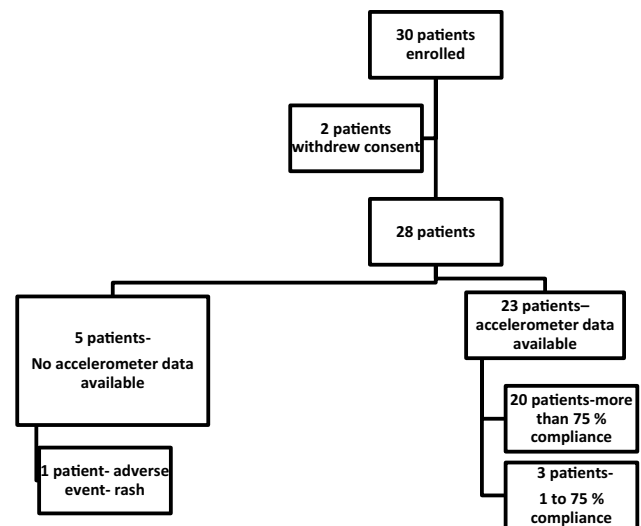 30 patients
enrolled
2 patients
withdrew consent
28 patients
5 patients-
No accelerometer data
available
23 patients–
accelerometer data
available
1 patient- adverse
event- rash
20 patients-more
than 75 %
compliance
3 patients-
1 to 75 %
compliance